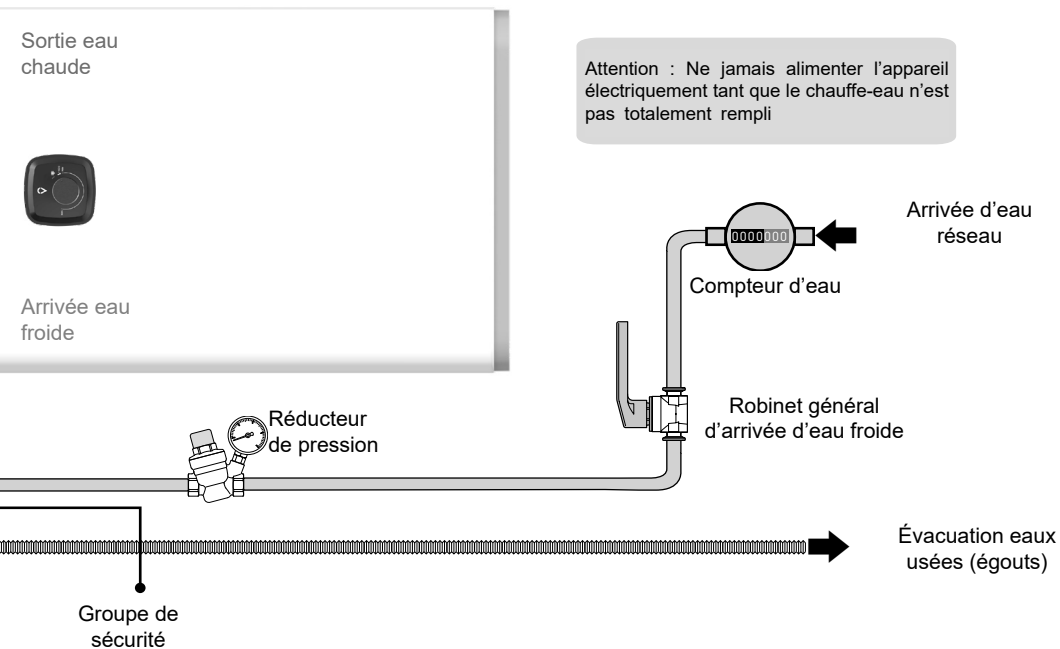 Sortie eau
chaude
Attention : Ne jamais alimenter l’appareil
électriquement tant que le chauffe-eau n’est
pas totalement rempli
Arrivée d’eau
réseau
0000000
Compteur d’eau
Arrivée eau
froide
Réducteur
de pression
Robinet général
d’arrivée d’eau froide
Évacuation eaux
usées (égouts)
Groupe de
sécurité